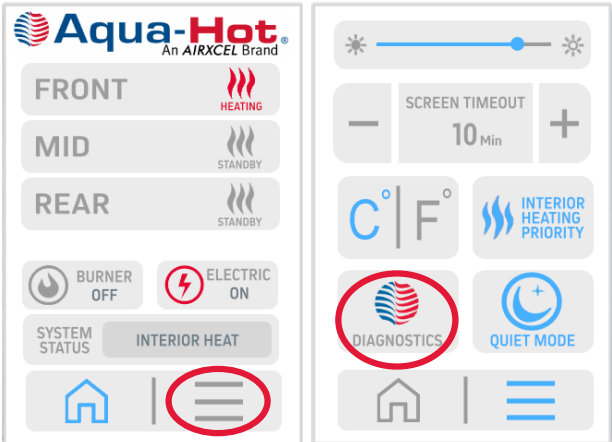 Aqua-Hot®
An AIRXCEL Brand
FRONT
HEATING
MID
STANDBY
REAR
STANDBY
BURNER
OFF
ELECTRIC
ON
SYSTEM
STATUS
INTERIOR HEAT
SCREEN TIMEOUT
10 Min
C° | F°
INTERIOR
HEATING
PRIORITY
DIAGNOSTICS
QUIET MODE